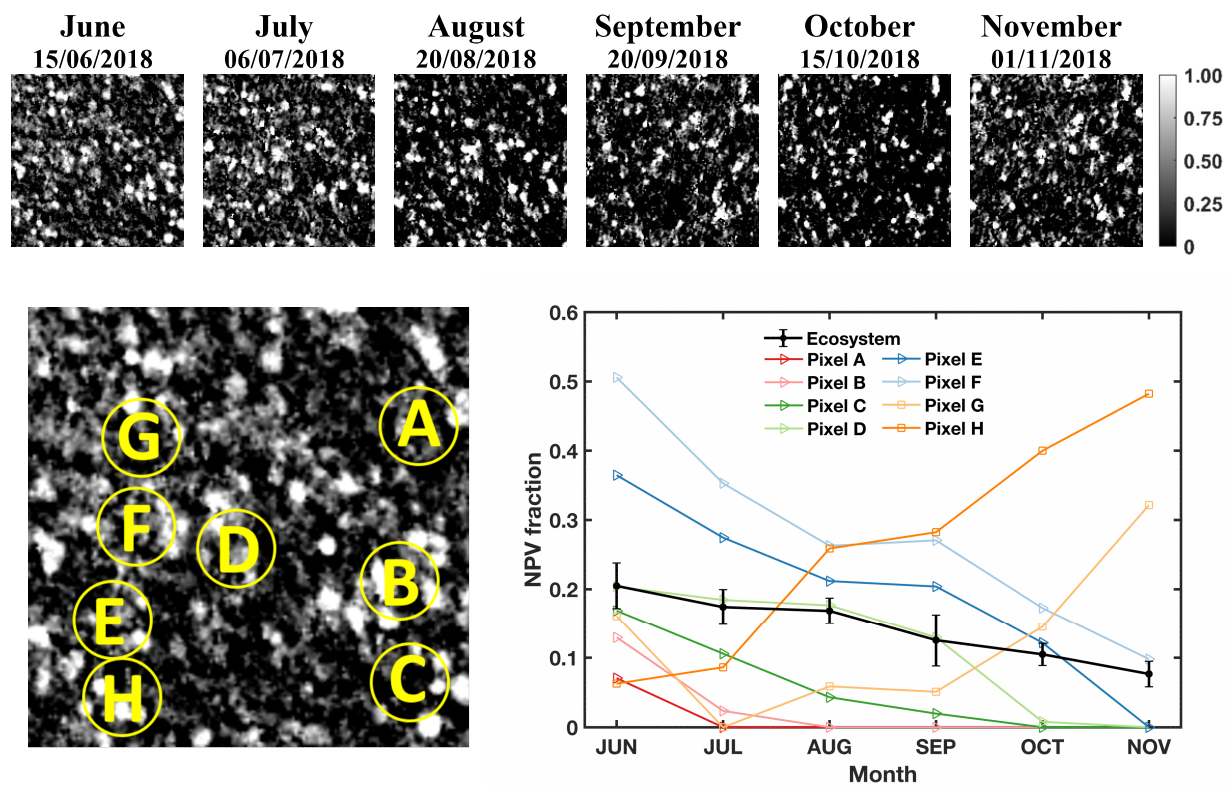 June July August September October November
15/06/2018 06/07/2018 20/08/2018 20/09/2018 15/10/2018 01/11/2018
1.00
0.75
0.50
0.25
0
G
A
F
D
B
E
C
H
0.6
0.5
0.4
0.3
0.2
0.1
0
NPV fraction
Ecosystem
Pixel A Pixel E
Pixel B Pixel F
Pixel C Pixel G
Pixel D Pixel H
JUN JUL AUG SEP OCT NOV
Month